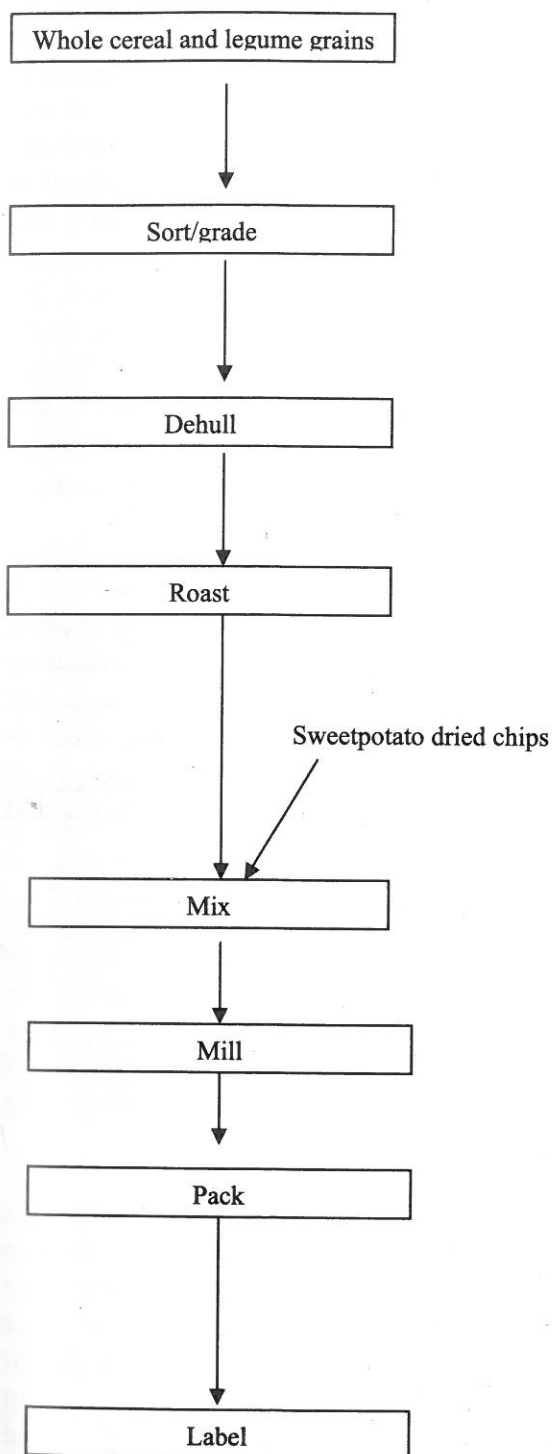 Whole cereal and legume grains
Sort/grade
Dehull
Roast
Sweetpotato dried chips
Mix
Mill
Pack
Label